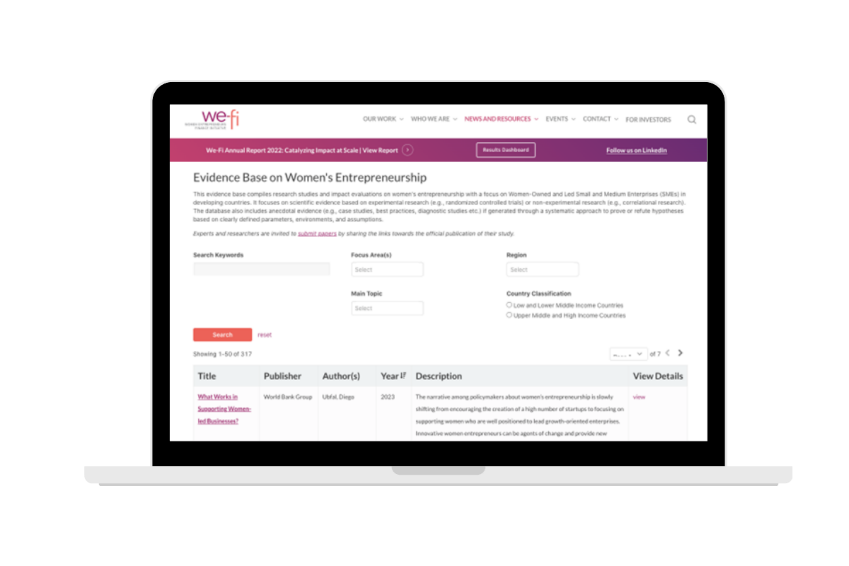 we-fi
WOMEN ENTREPRENEURS
FINANCE INITIATIVE
OUR WORK WHO WE ARE NEWS AND RESOURCES EVENTS CONTACT FOR INVESTORS
We-Fi Annual Report 2022: Catalyzing Impact at Scale | View Report Results Dashboard Follow us on LinkedIn
Evidence Base on Women's Entrepreneurship
This evidence base compiles research studies and impact evaluations on women's entrepreneurship with a focus on Women-Owned and Led Small and Medium Enterprises (SMEs) in
developing countries. It focuses on scientific evidence based on experimental research (e.g., randomized controlled trials) or non-experimental research (e.g., correlational research).
The database also includes anecdotal evidence (e.g., case studies, best practices, diagnostic studies etc.) if generated through a systematic approach to prove or refute hypotheses
based on clearly defined parameters, environments, and assumptions.
Experts and researchers are invited to submit papers by sharing the links towards the official publication of their study.
Search Keywords Focus Area(s) Region
Select Select
Main Topic Country Classification
Select Low and Lower Middle Income Countries
Upper Middle and High Income Countries
Search reset
Showing 1-50 of 317 of 7
Title Publisher Author(s) Year Description View Details
What Works in World Bank Group Ubfal, Diego 2023 The narrative among policymakers about women's entrepreneurship is slowly view
Supporting Women- shifting from encouraging the creation of a high number of startups to focusing on
led Businesses? supporting women who are well positioned to lead growth-oriented enterprises.
Innovative women entrepreneurs can be agents of change and provide new